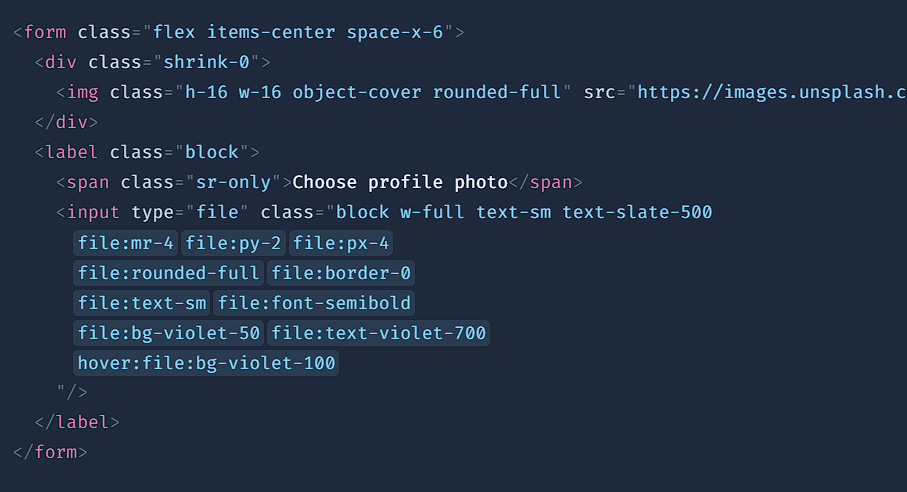 <form class="flex items-center space-x-6">
<div class="shrink-0">
<img class="h-16 w-16 object-cover rounded-full" src="https://images.unsplash.c
</div>
<label class="block">
<span class="sr-only">Choose profile photo</span>
<input type="file" class="block w-full text-sm text-slate-500
file:mr-4 file:py-2 file:px-4
file:rounded-full file:border-0
file:text-sm file:font-semibold
file:bg-violet-50 file:text-violet-700
hover:file:bg-violet-100
"/>
</label>
</form>